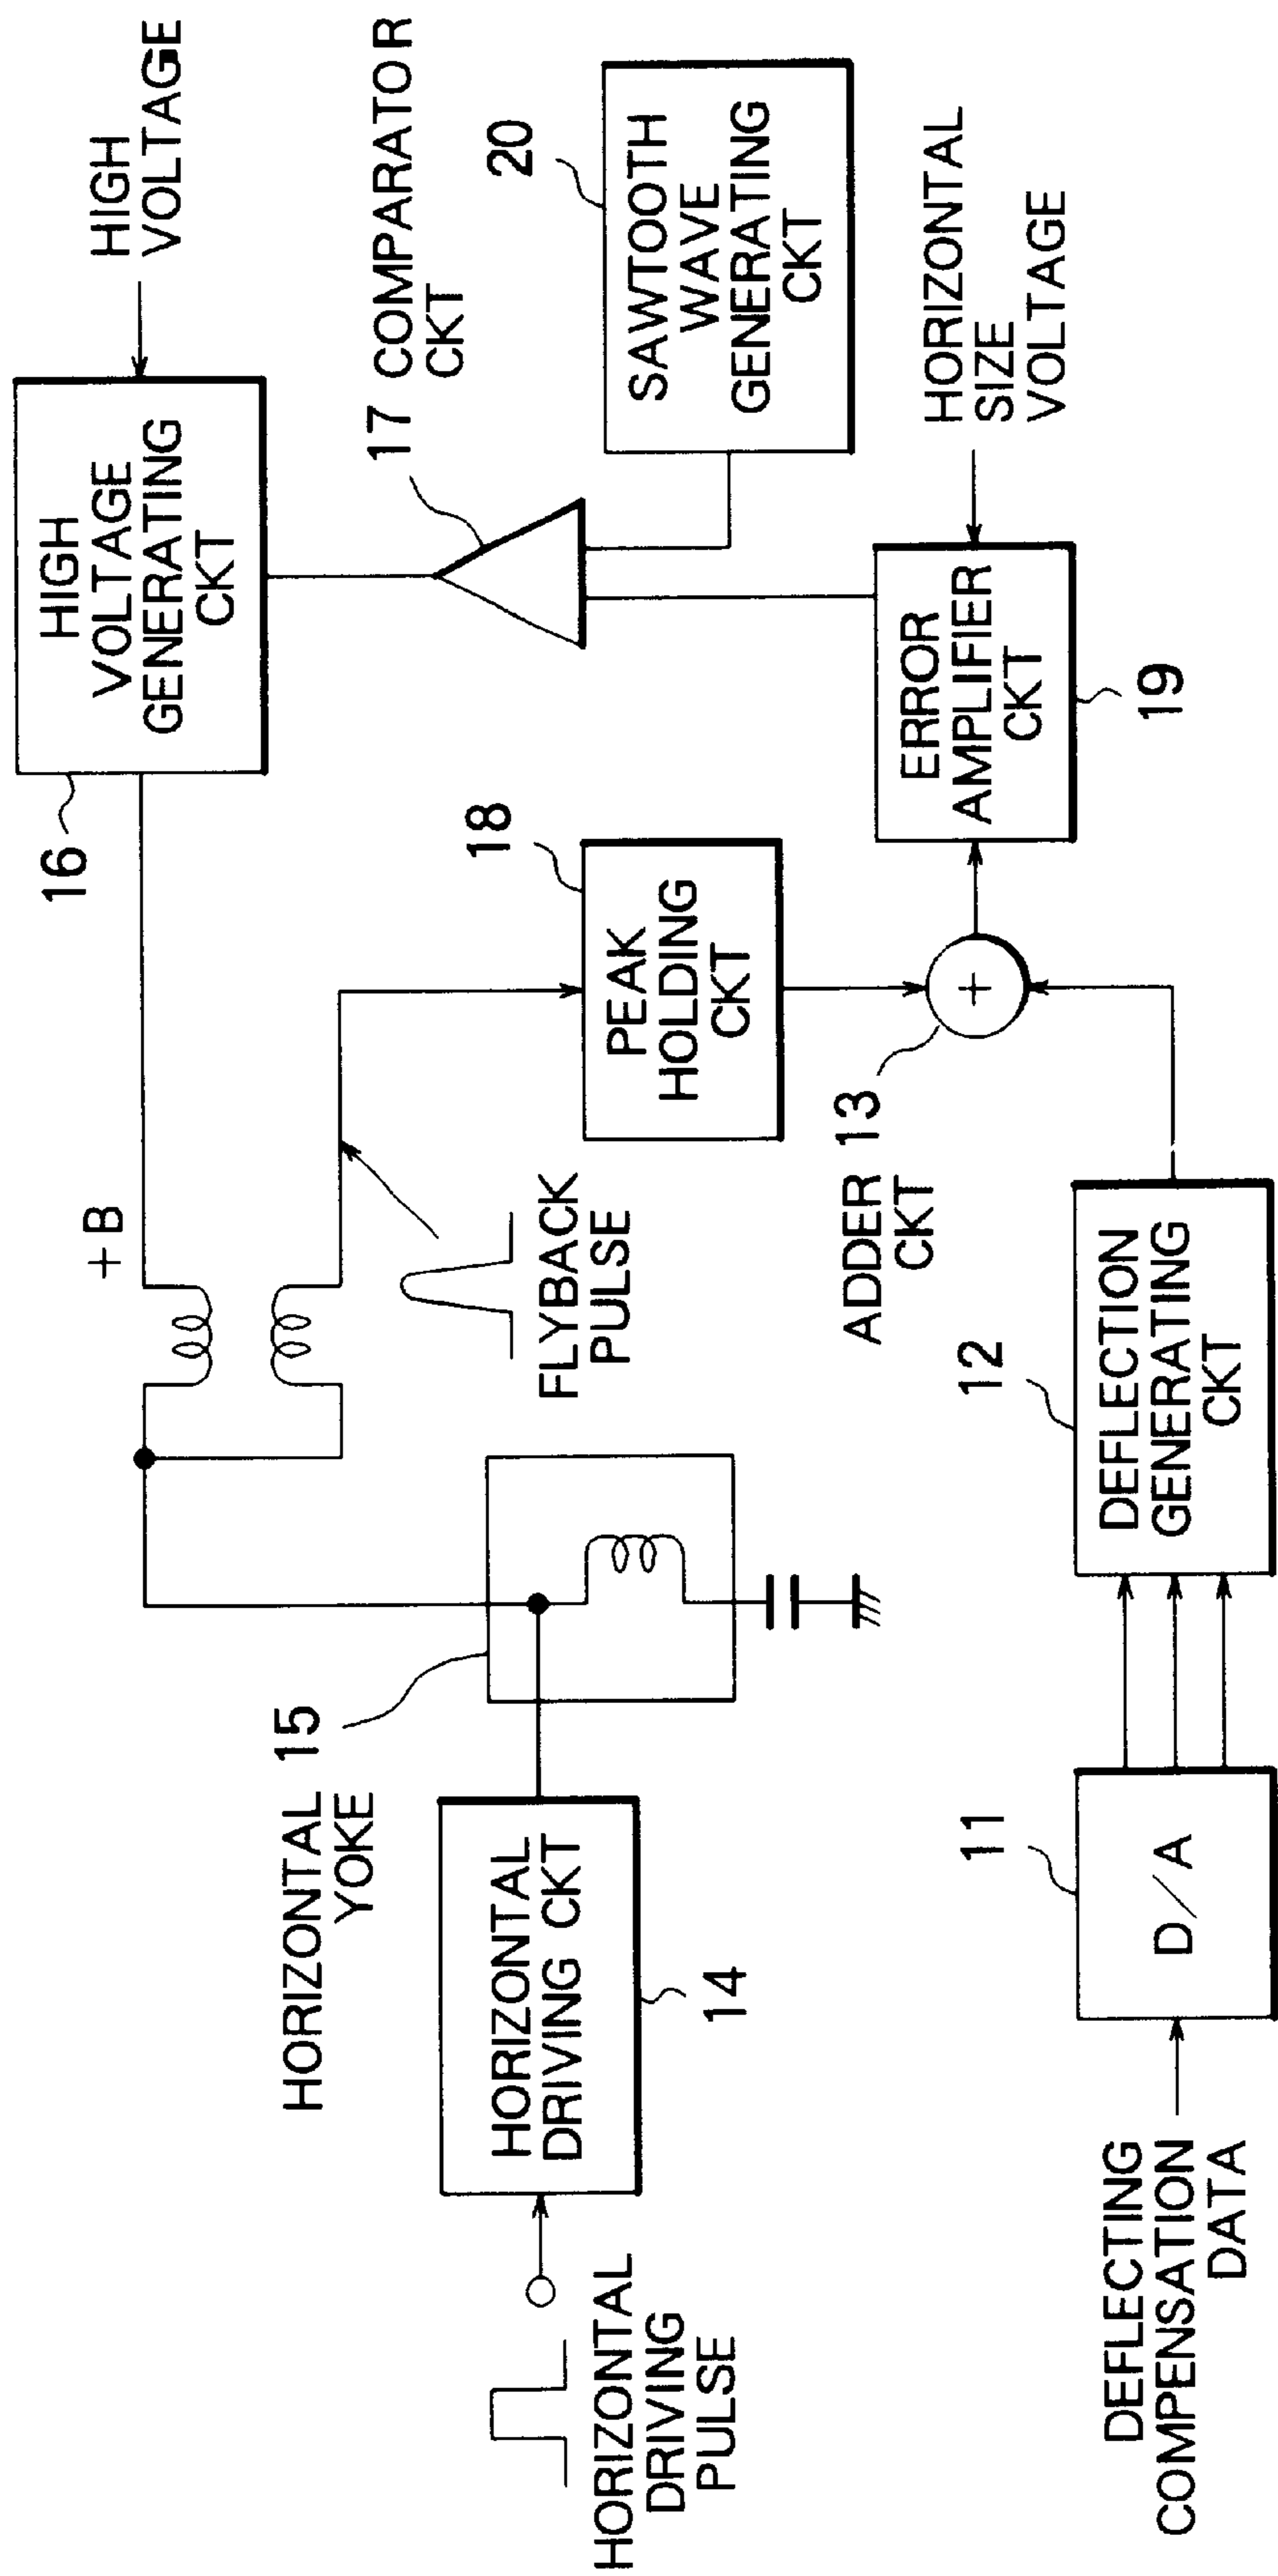 HIGH
VOLTAGE
16
HIGH
VOLTAGE
GENERATING
CKT
+B
17 COMPARATOR
CKT
20
SAWTOOTH
WAVE
GENERATING
CKT
18
PEAK
HOLDING
CKT
FLYBACK
PULSE
HORIZONTAL 15
YOKE
HORIZONTAL
DRIVING CKT
14
HORIZONTAL
DRIVING
PULSE
ADDER 13
CKT
+
ERROR
AMPLIFIER
CKT
19
HORIZONTAL
SIZE
VOLTAGE
12
DEFLECTION
GENERATING
CKT
11
D/A
DEFLECTING
COMPENSATION
DATA